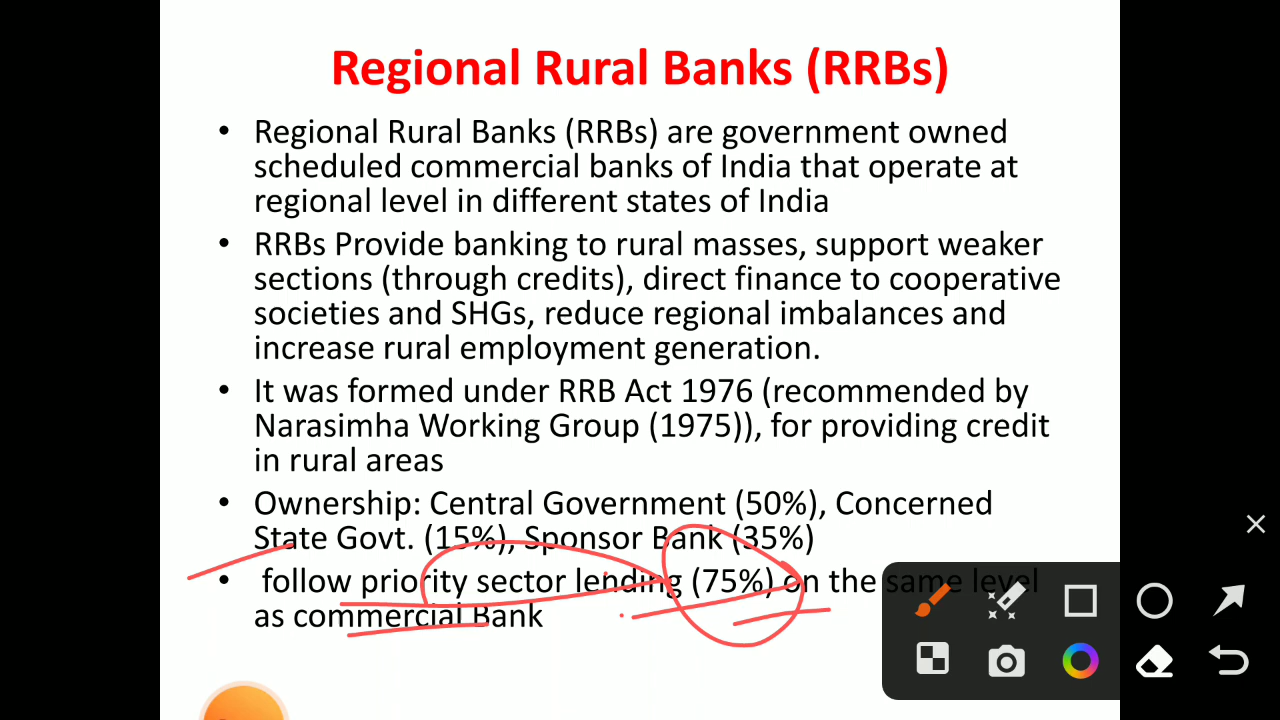 Regional Rural Banks (RRBs)
• Regional Rural Banks (RRBs) are government owned
scheduled commercial banks of India that operate at
regional level in different states of India
• RRBs Provide banking to rural masses, support weaker
sections (through credits), direct finance to cooperative
societies and SHGs, reduce regional imbalances and
increase rural employment generation.
• It was formed under RRB Act 1976 (recommended by
Narasimha Working Group (1975)), for providing credit
in rural areas
• Ownership: Central Government (50%), Concerned
State Govt. (15%), Sponsor Bank (35%)
• follow priority sector lending (75%) on the same level
as commercial Bank